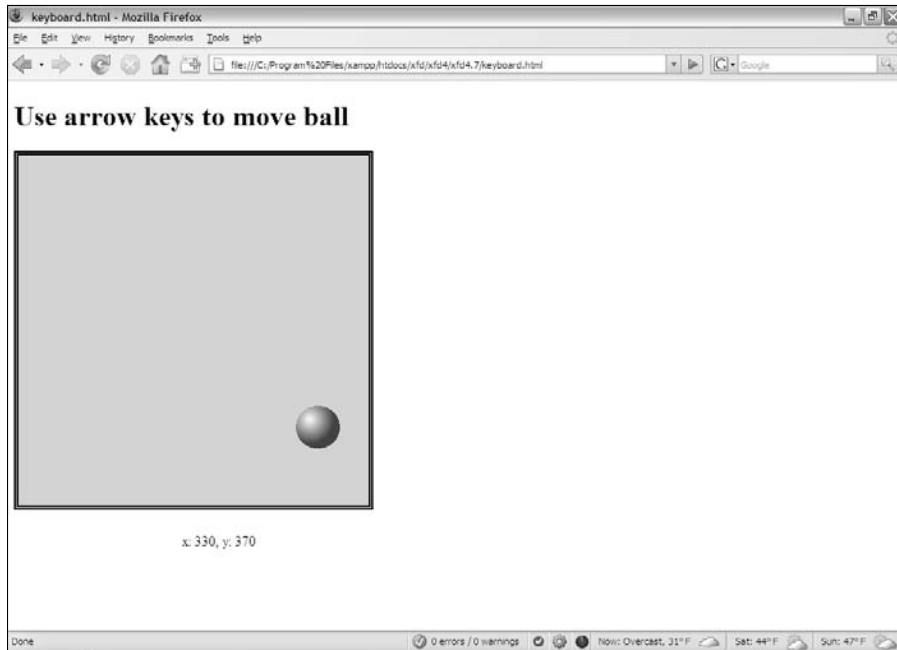 keyboard.html - Mozilla Firefox
File Edit View History Bookmarks Tools Help
file:///C:/Program%20Files/xampp/htdocs/xfd/xfd4/xfd4.7/keyboard.html
G Google
Use arrow keys to move ball
x: 330, y: 370
Done 0 errors / 0 warnings Now: Overcast, 31° F Sat: 44° F Sun: 47° F